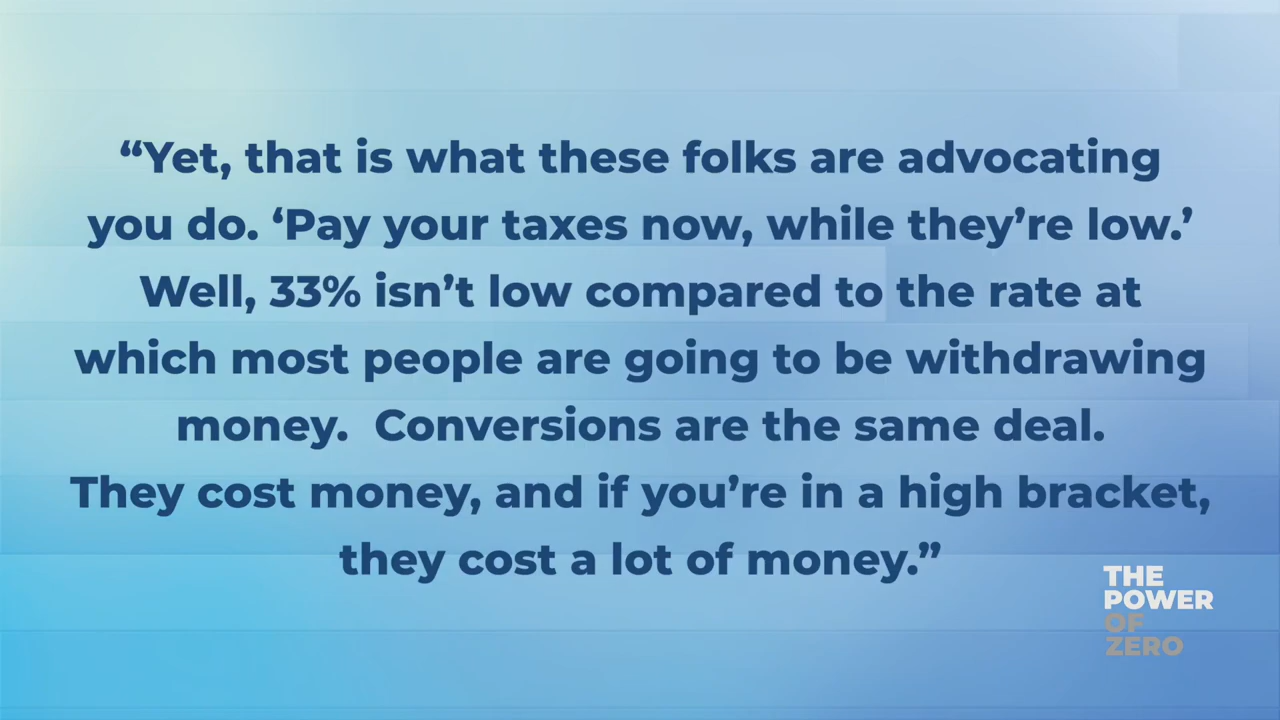 “Yet, that is what these folks are advocating
you do. ‘Pay your taxes now, while they’re low.’
Well, 33% isn’t low compared to the rate at
which most people are going to be withdrawing
money.  Conversions are the same deal.
They cost money, and if you’re in a high bracket,
they cost a lot of money.”
THE
POWER
OF
ZERO